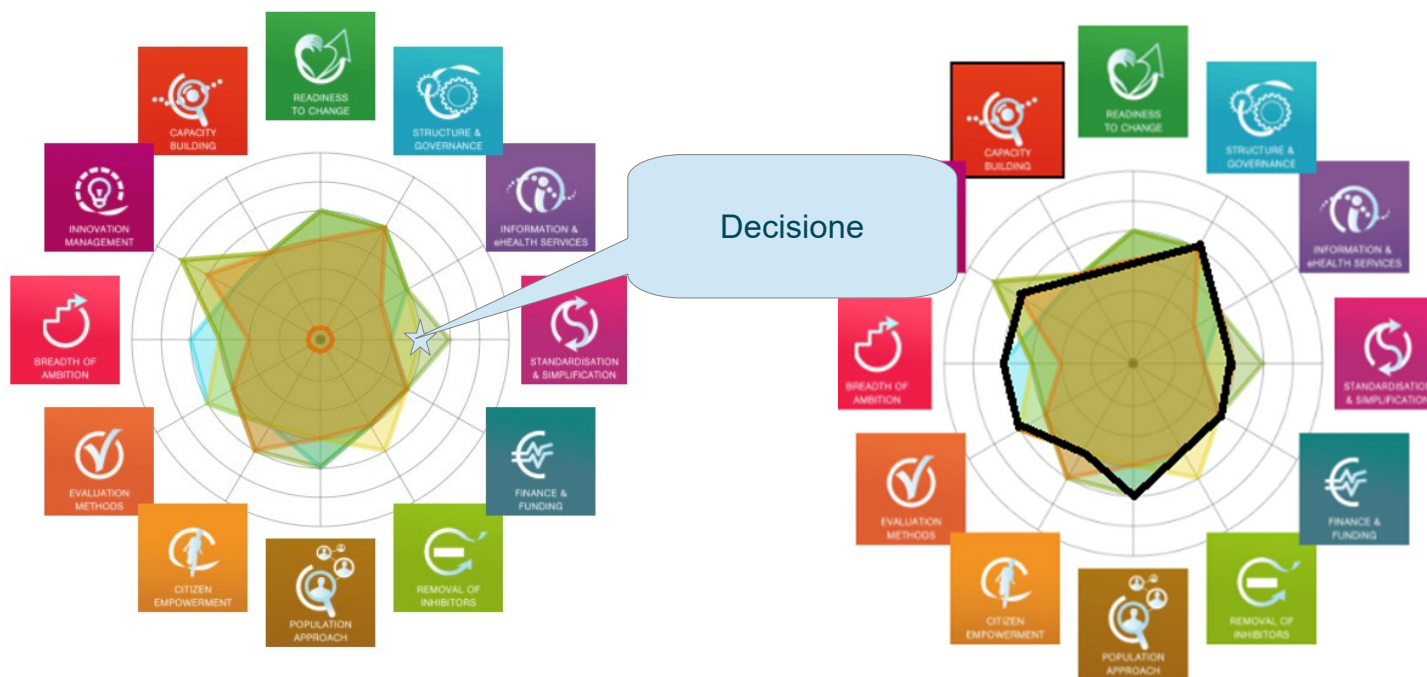 READINESS
TO CHANGE
CAPACITY
BUILDING
STRUCTURE &
GOVERNANCE
INNOVATION
MANAGEMENT
INFORMATION &
eHEALTH SERVICES
BREADTH OF
AMBITION
STANDARDISATION
& SIMPLIFICATION
EVALUATION
METHODS
FINANCE &
FUNDING
CITIZEN
EMPOWERMENT
REMOVAL OF
INHIBITORS
POPULATION
APPROACH
Decisione
READINESS
TO CHANGE
CAPACITY
BUILDING
STRUCTURE &
GOVERNANCE
INFORMATION &
eHEALTH SERVICES
BREADTH OF
AMBITION
STANDARDISATION
& SIMPLIFICATION
EVALUATION
METHODS
FINANCE &
FUNDING
CITIZEN
EMPOWERMENT
REMOVAL OF
INHIBITORS
POPULATION
APPROACH